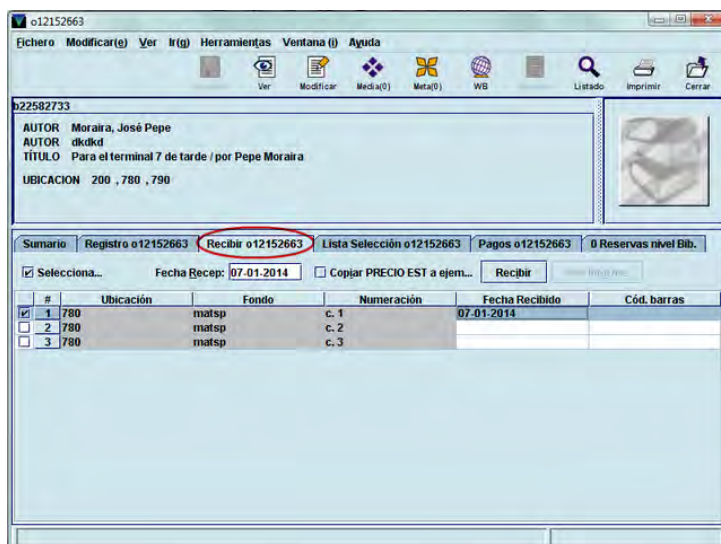 o12152663
Fichero Modificar(e) Ver Ir(g) Herramientas Ventana (i) Ayuda
Ver Modificar Media(0) Meta(0) WB Listado Imprimir Cerrar
b22582733
AUTOR Moraira, José Pepe
AUTOR dkdkd
TÍTULO Para el terminal 7 de tarde / por Pepe Moraira
UBICACION 200 , 780 , 790
Sumario Registro o12152663 Recibir o12152663 Lista Selección o12152663 Pagos o12152663 0 Reservas nivel Bib.
Selecciona... Fecha Recep: 07-01-2014 Copiar PRECIO EST a ejem... Recibir
# Ubicación Fondo Numeración Fecha Recibido Cód. barras
1 780 matsp c. 1 07-01-2014
2 780 matsp c. 2
3 780 matsp c. 3